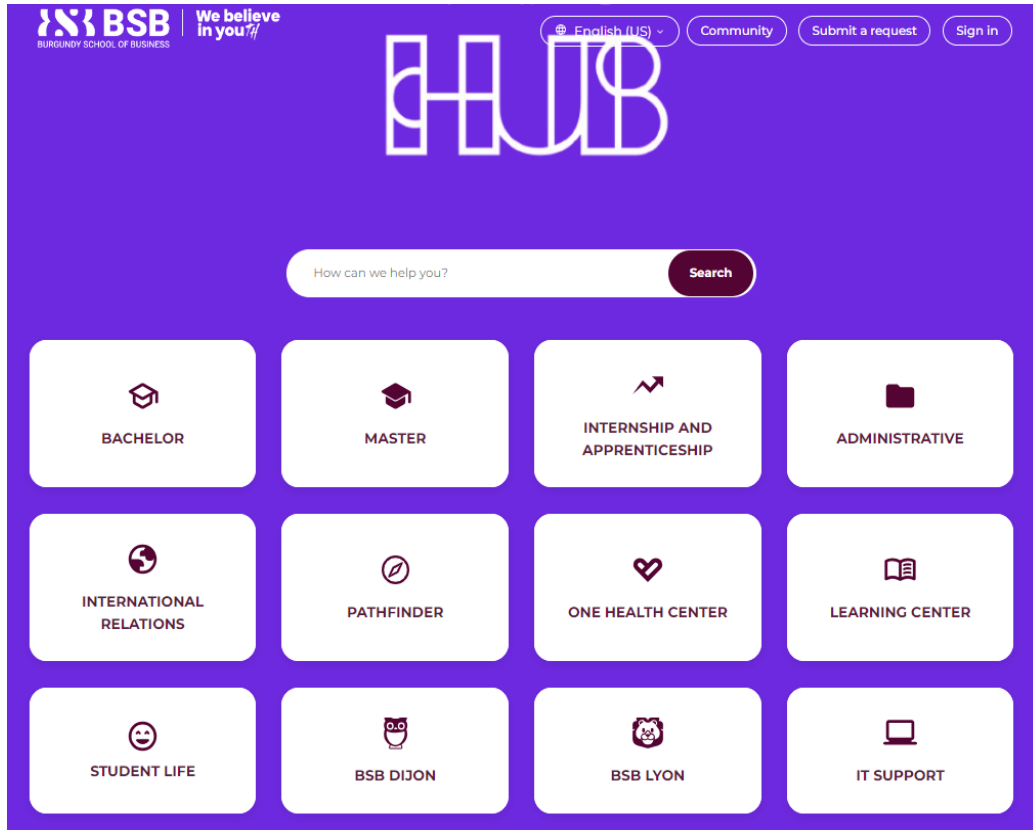 BSB
BURGUNDY SCHOOL OF BUSINESS
We believe
in youth
English (US)
Community
Submit a request
Sign in
HUB
How can we help you?
Search
BACHELOR
MASTER
INTERNSHIP AND
APPRENTICESHIP
ADMINISTRATIVE
INTERNATIONAL
RELATIONS
PATHFINDER
ONE HEALTH CENTER
LEARNING CENTER
STUDENT LIFE
BSB DIJON
BSB LYON
IT SUPPORT